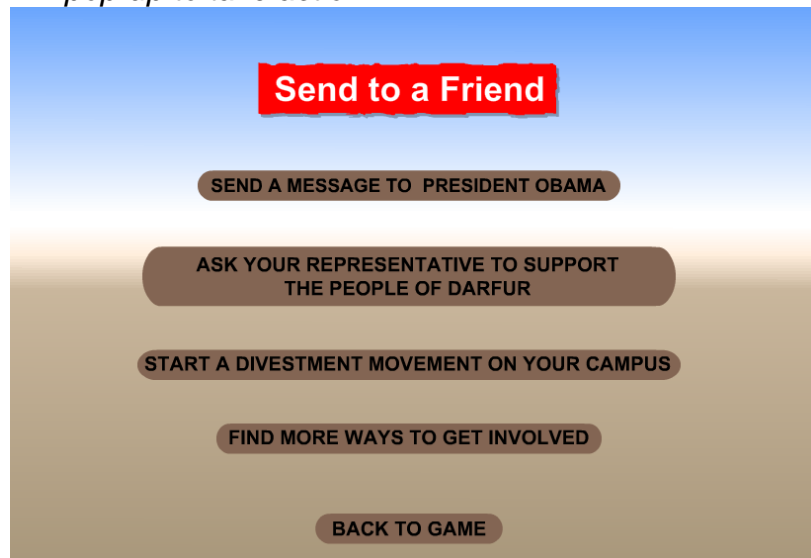 Send to a Friend
SEND A MESSAGE TO PRESIDENT OBAMA
ASK YOUR REPRESENTATIVE TO SUPPORT
THE PEOPLE OF DARFUR
START A DIVESTMENT MOVEMENT ON YOUR CAMPUS
FIND MORE WAYS TO GET INVOLVED
BACK TO GAME